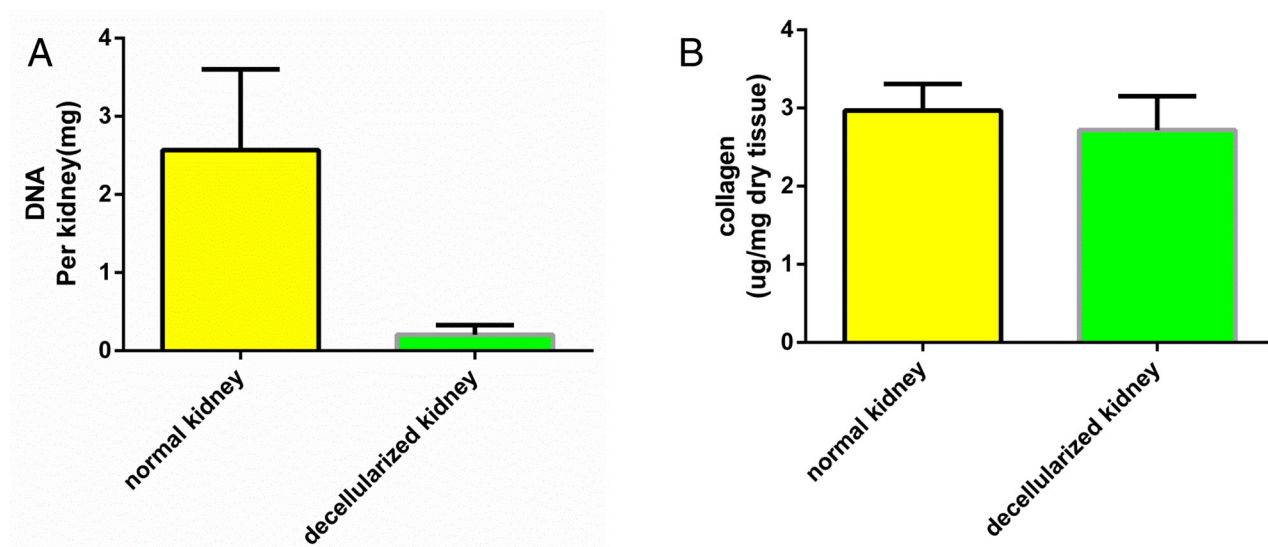 A
DNA
Per kidney(mg)
4
3
2
1
0
normal kidney
decellularized kidney
B
collagen
(ug/mg dry tissue)
4
3
2
1
0
normal kidney
decellularized kidney